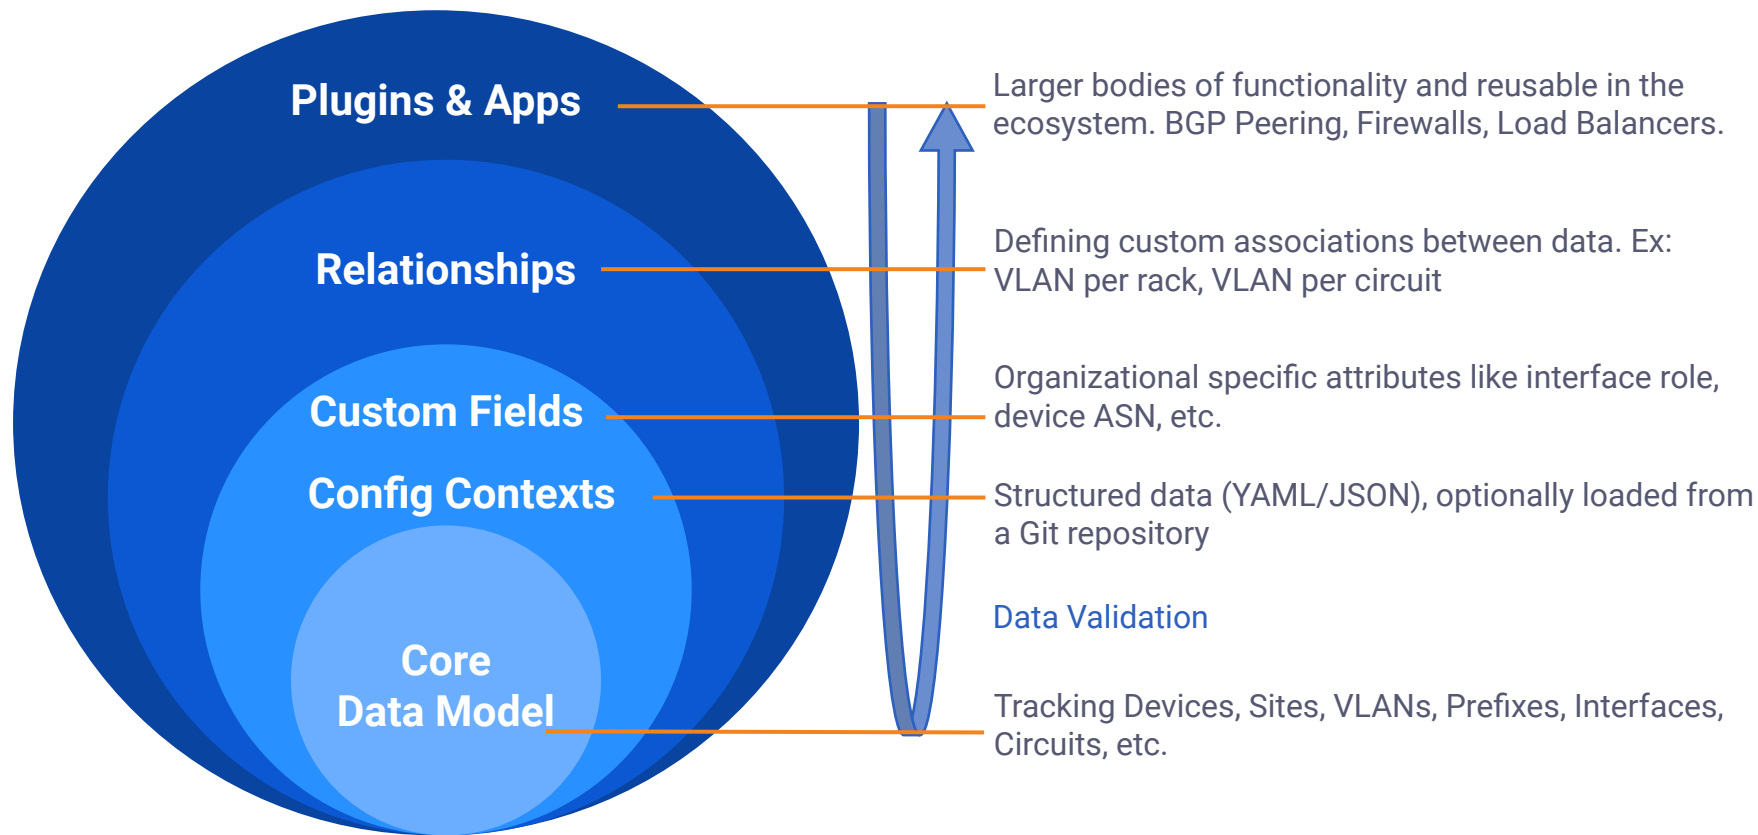 Plugins & Apps
Larger bodies of functionality and reusable in the
ecosystem. BGP Peering, Firewalls, Load Balancers.
Relationships
Defining custom associations between data. Ex:
VLAN per rack, VLAN per circuit
Custom Fields
Organizational specific attributes like interface role,
device ASN, etc.
Config Contexts
Structured data (YAML/JSON), optionally loaded from
a Git repository
Data Validation
Core
Data Model
Tracking Devices, Sites, VLANs, Prefixes, Interfaces,
Circuits, etc.